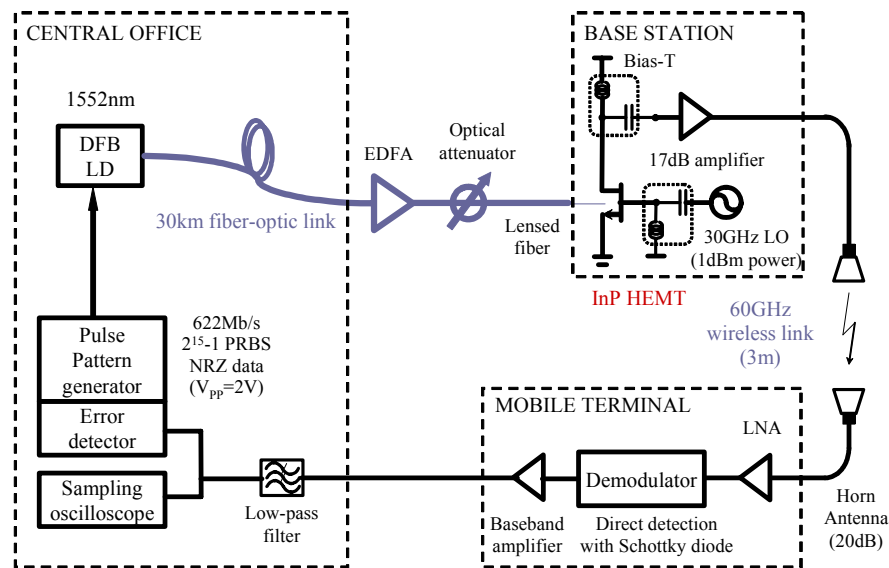 CENTRAL OFFICE
1552nm
DFB
LD
30km fiber-optic link
EDFA
Optical
attenuator
Lensed
fiber
BASE STATION
Bias-T
17dB amplifier
30GHz LO
(1dBm power)
InP HEMT
60GHz
wireless link
(3m)
Pulse
Pattern
generator
Error
detector
Sampling
oscilloscope
622Mb/s
2¹⁵-1 PRBS
NRZ data
(V_PP=2V)
Low-pass
filter
MOBILE TERMINAL
LNA
Demodulator
Baseband
amplifier
Direct detection
with Schottky diode
Horn
Antenna
(20dB)